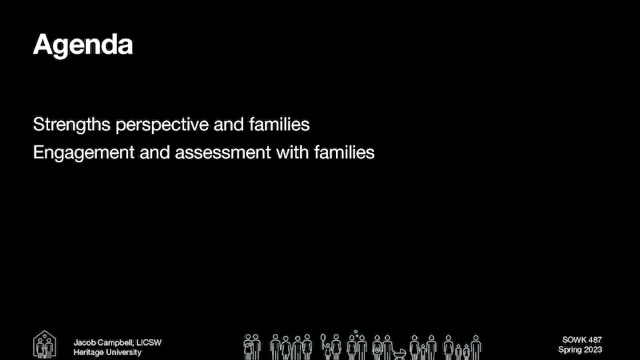 Agenda
Strengths perspective and families
Engagement and assessment with families
Jacob Campbell, LICSW
Heritage University
SOWK 487
Spring 2023